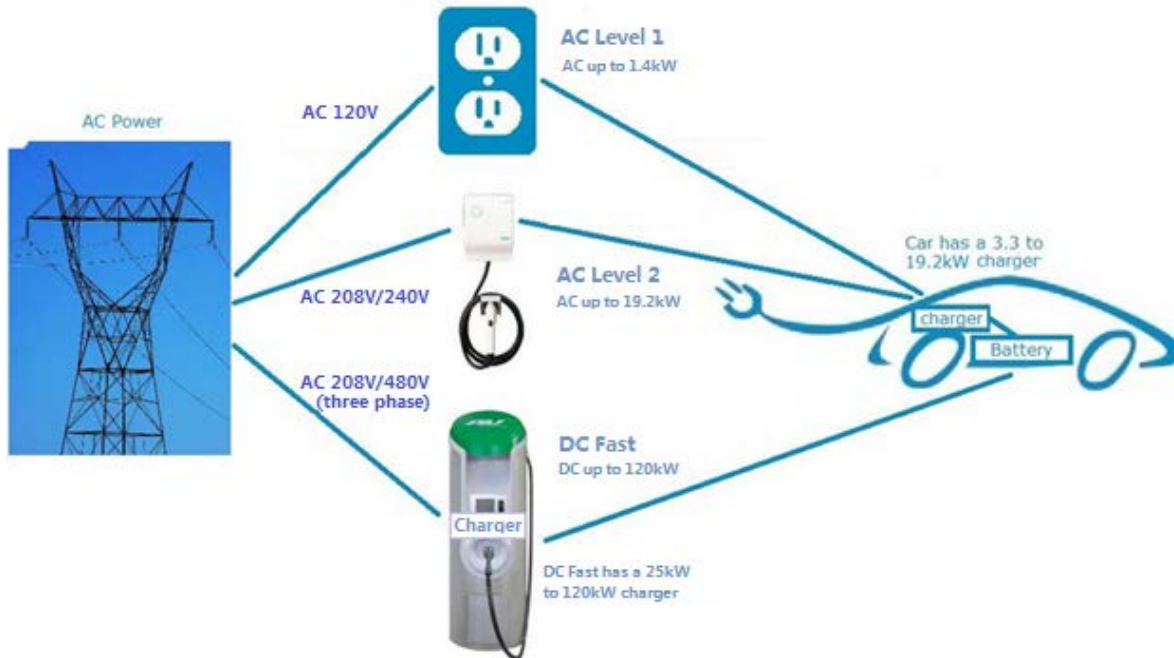 AC Power
AC 120V
AC Level 1
AC up to 1.4kW
AC 208V/240V
AC Level 2
AC up to 19.2kW
Car has a 3.3 to
19.2kW charger
charger
Battery
AC 208V/480V
(three phase)
DC Fast
DC up to 120kW
Charger
DC Fast has a 25kW
to 120kW charger